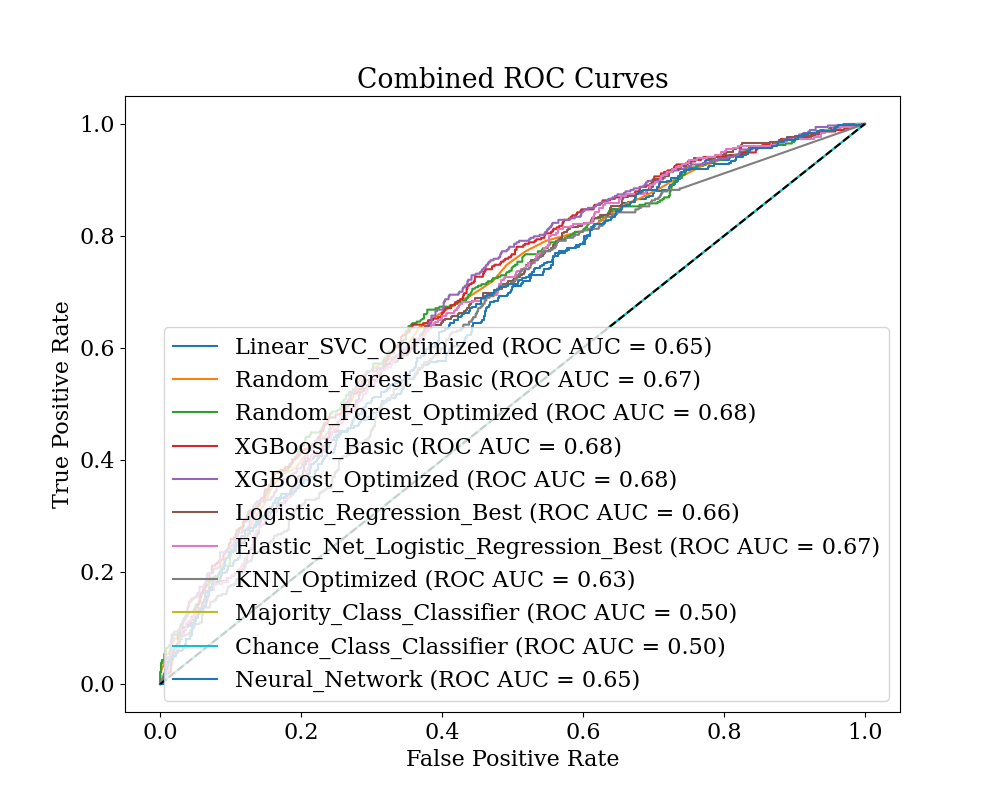 Combined ROC Curves
True Positive Rate
1.0
0.8
0.6
0.4
0.2
0.0
Linear_SVC_Optimized (ROC AUC = 0.65)
Random_Forest_Basic (ROC AUC = 0.67)
Random_Forest_Optimized (ROC AUC = 0.68)
XGBoost_Basic (ROC AUC = 0.68)
XGBoost_Optimized (ROC AUC = 0.68)
Logistic_Regression_Best (ROC AUC = 0.66)
Elastic_Net_Logistic_Regression_Best (ROC AUC = 0.67)
KNN_Optimized (ROC AUC = 0.63)
Majority_Class_Classifier (ROC AUC = 0.50)
Chance_Class_Classifier (ROC AUC = 0.50)
Neural_Network (ROC AUC = 0.65)
0.0 0.2 0.4 0.6 0.8 1.0
False Positive Rate